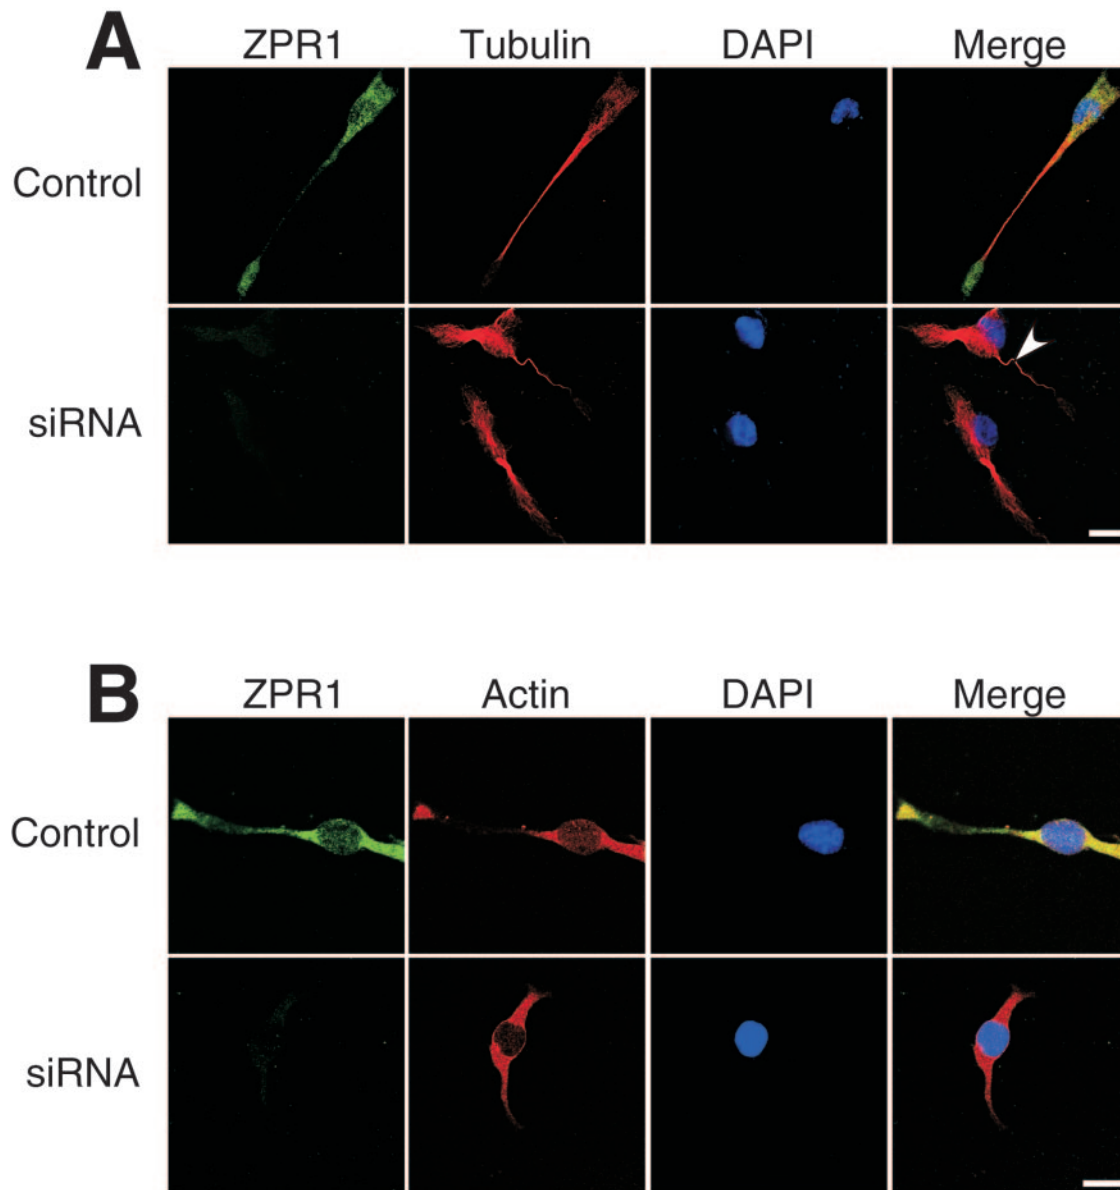 A
ZPR1 Tubulin DAPI Merge
Control
siRNA
B
ZPR1 Actin DAPI Merge
Control
siRNA